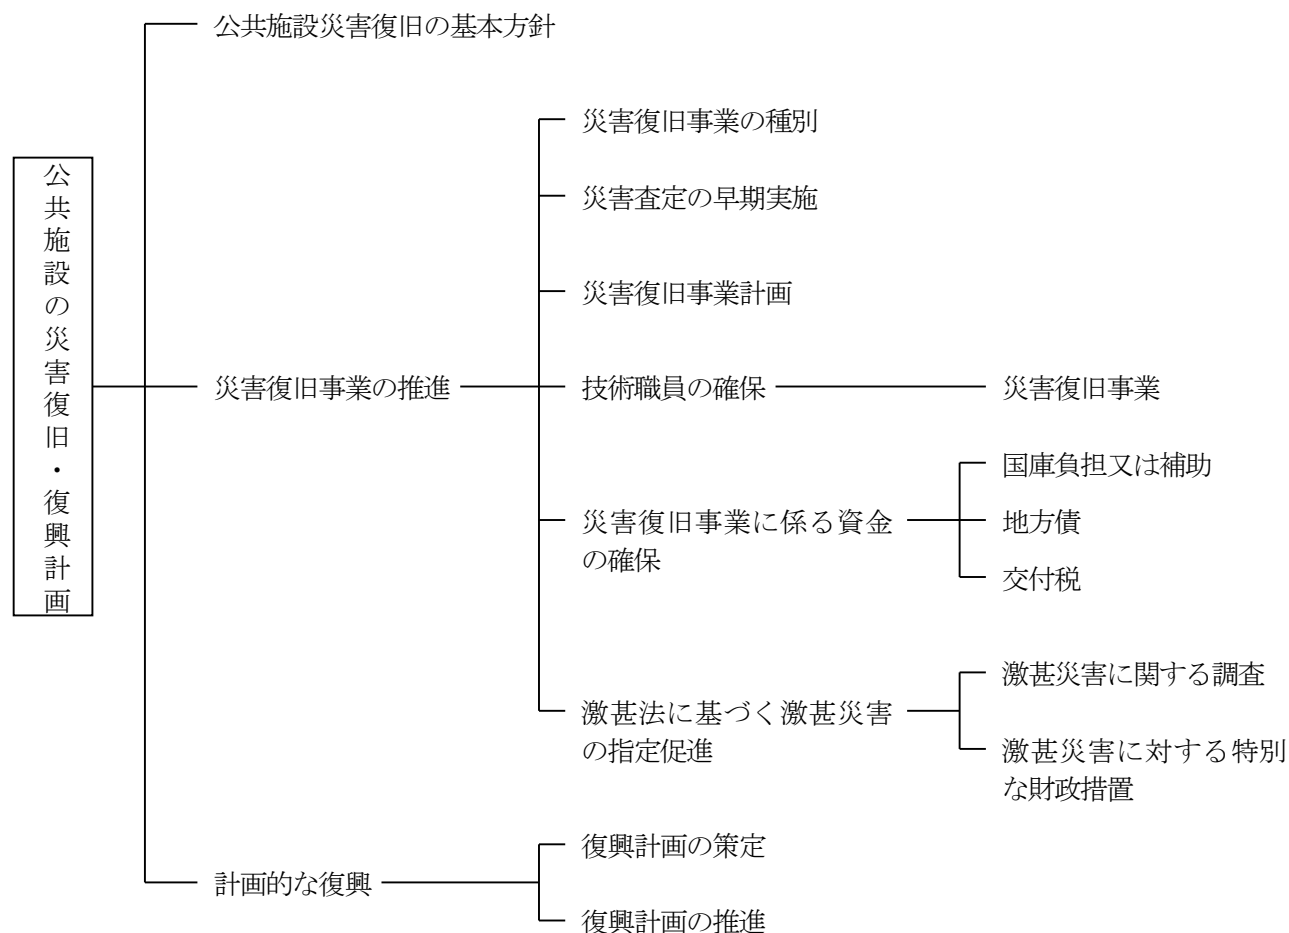 公共施設の災害復旧・復興計画
公共施設災害復旧の基本方針
災害復旧事業の推進
災害復旧事業の種別
災害査定の早期実施
災害復旧事業計画
技術職員の確保
災害復旧事業
災害復旧事業に係る資金
の確保
国庫負担又は補助
地方債
交付税
激甚法に基づく激甚災害
の指定促進
激甚災害に関する調査
激甚災害に対する特別
な財政措置
計画的な復興
復興計画の策定
復興計画の推進